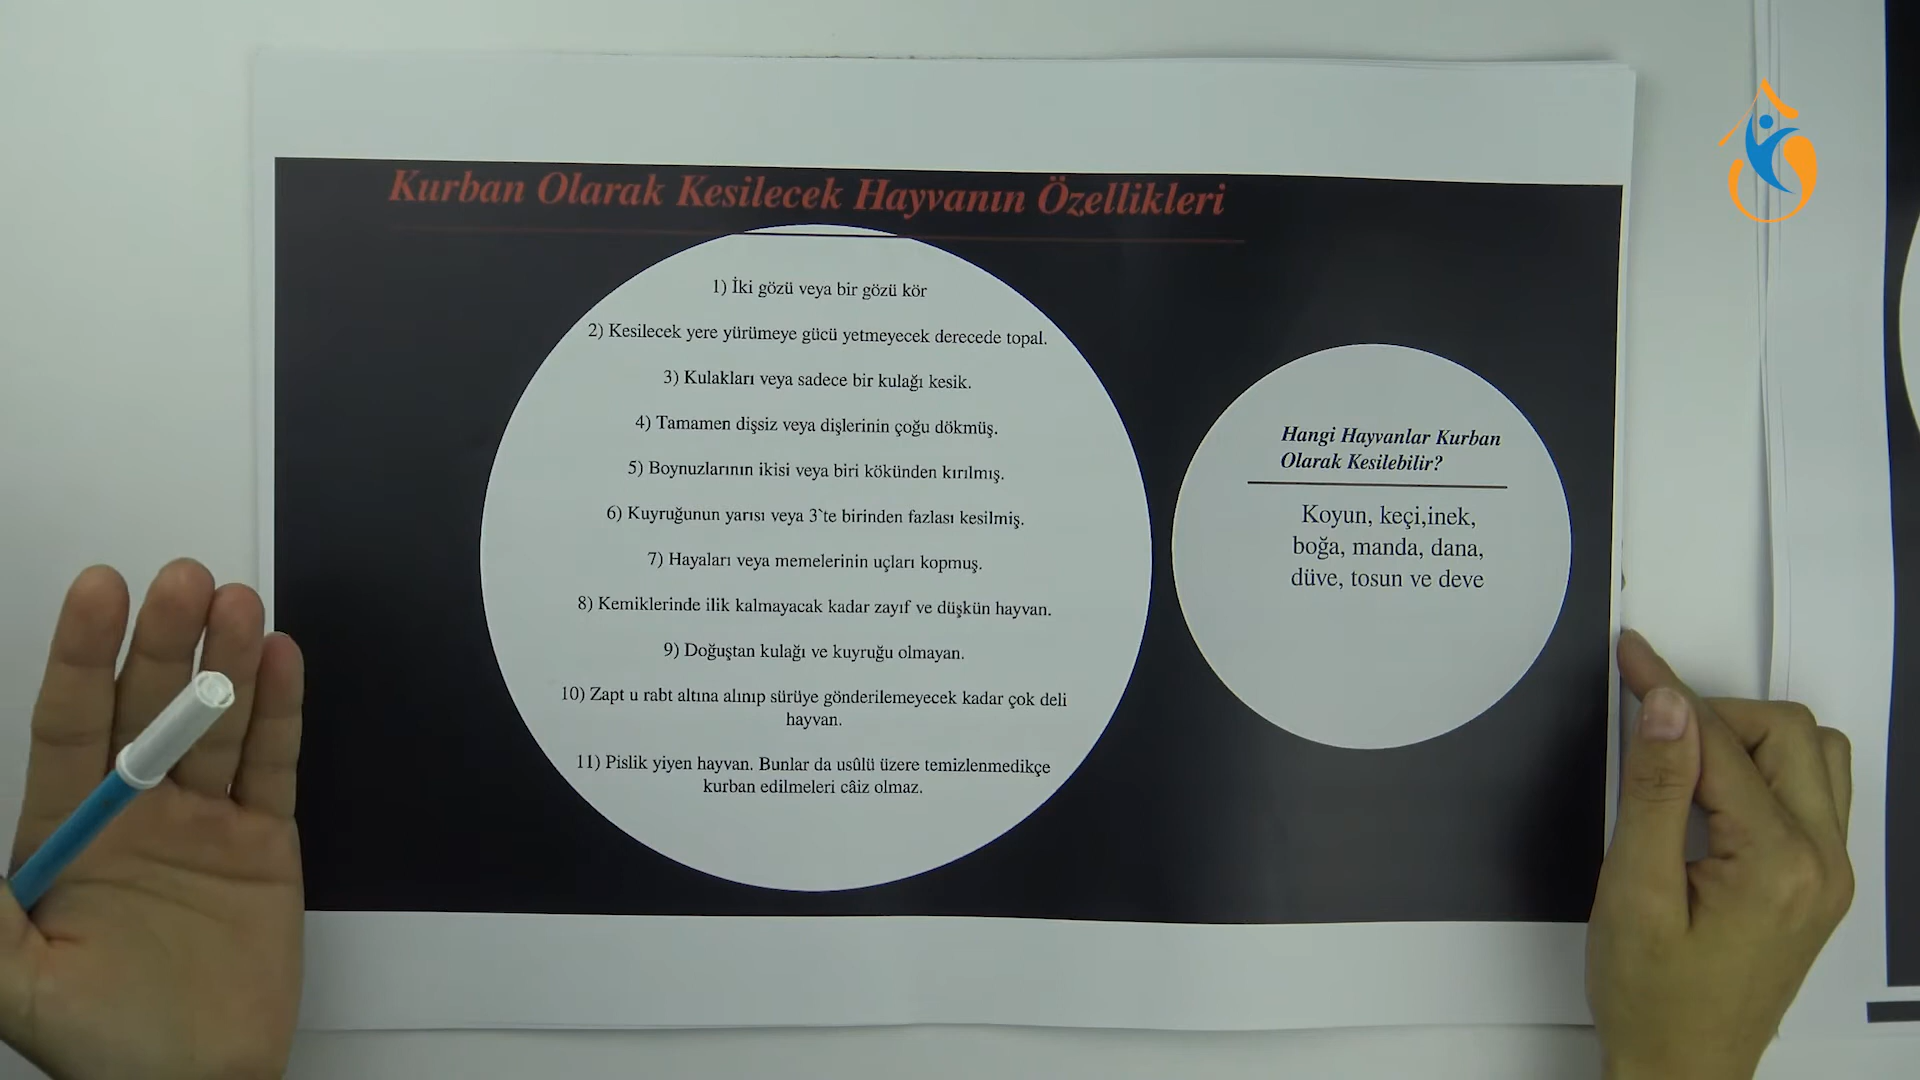 Kurban Olarak Kesilecek Hayvanın Özellikleri
1) İki gözü veya bir gözü kör
2) Kesilecek yere yürümeye gücü yetmeyecek derecede topal.
3) Kulakları veya sadece bir kulağı kesik.
4) Tamamen dişsiz veya dişlerinin çoğu dökmüş.
5) Boynuzlarının ikisi veya biri kökünden kırılmış.
6) Kuyruğunun yarısı veya 3`te birinden fazlası kesilmiş.
7) Hayaları veya memelerinin uçları kopmuş.
8) Kemiklerinde ilik kalmayacak kadar zayıf ve düşkün hayvan.
9) Doğuştan kulağı ve kuyruğu olmayan.
10) Zapt u rabt altına alınıp sürüye gönderilemeyecek kadar çok deli
hayvan.
11) Pislik yiyen hayvan. Bunlar da usûlü üzere temizlenmedikçe
kurban edilmeleri câiz olmaz.
Hangi Hayvanlar Kurban
Olarak Kesilebilir?
Koyun, keçi,inek,
boğa, manda, dana,
düve, tosun ve deve